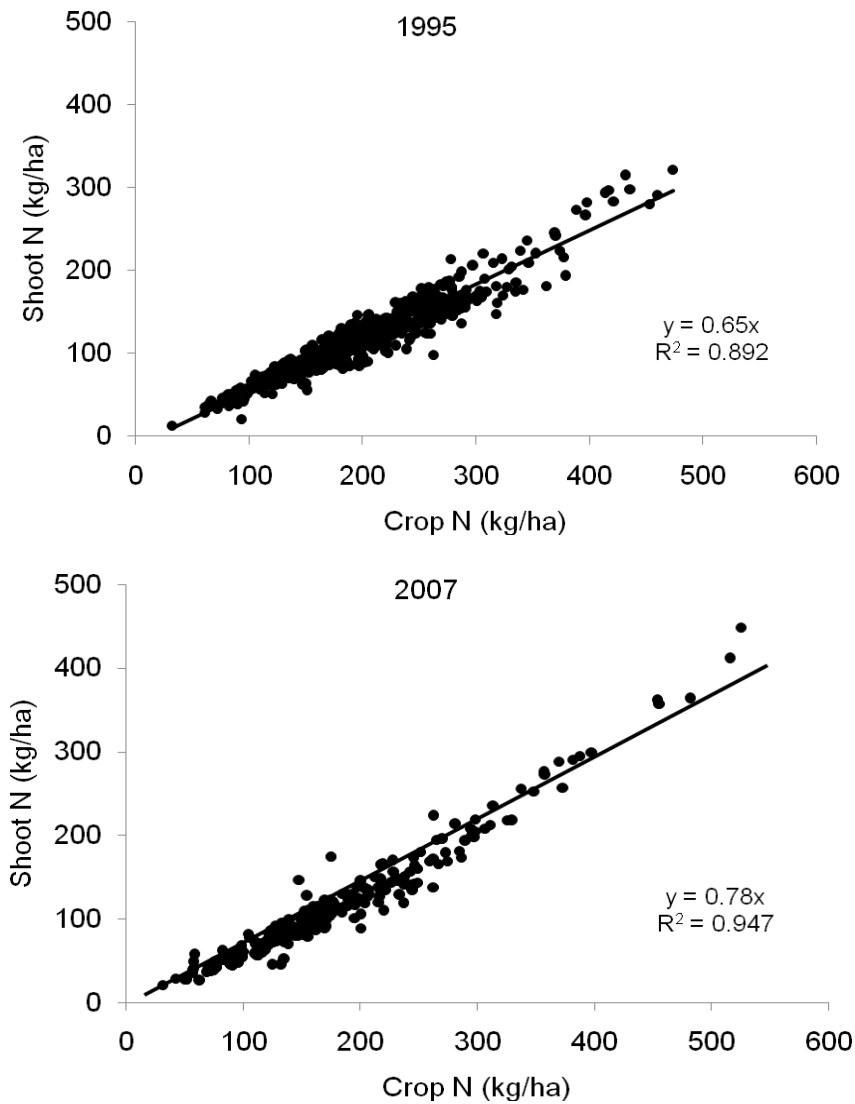 1995
500
400
300
200
100
0
Shoot N (kg/ha)
y = 0.65x
R² = 0.892
0 100 200 300 400 500 600
Crop N (kg/ha)
2007
500
400
300
200
100
0
Shoot N (kg/ha)
y = 0.78x
R² = 0.947
0 100 200 300 400 500 600
Crop N (kg/ha)